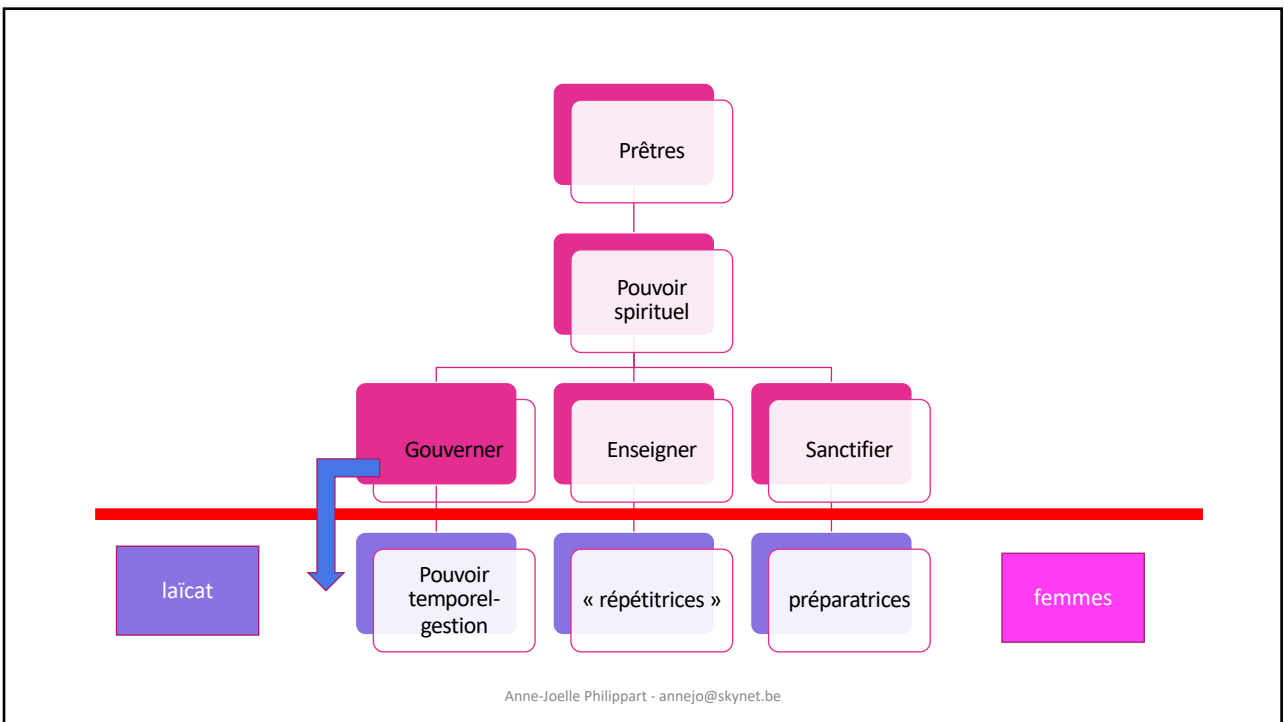 Prêtres
Pouvoir
spirituel
Gouverner
Enseigner
Sanctifier
laïcat
Pouvoir
temporel-
gestion
« répétitrices »
préparatrices
femmes
Anne-Joelle Philippart - annejo@skynet.be